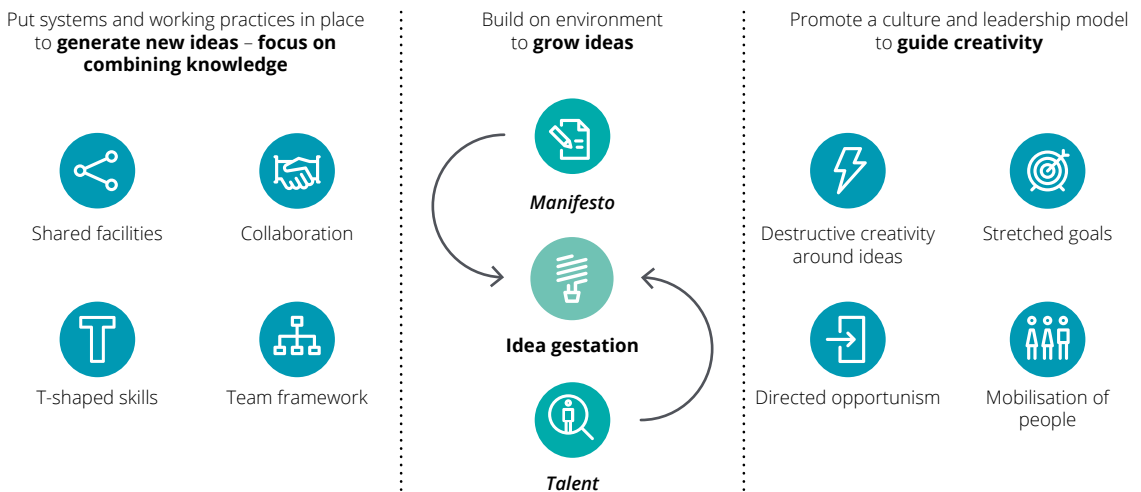 Put systems and working practices in place
to generate new ideas – focus on
combining knowledge
Shared facilities
Collaboration
T
T-shaped skills
Team framework
Build on environment
to grow ideas
Manifesto
Idea gestation
Talent
Promote a culture and leadership model
to guide creativity
Destructive creativity
around ideas
Stretched goals
Directed opportunism
Mobilisation of
people